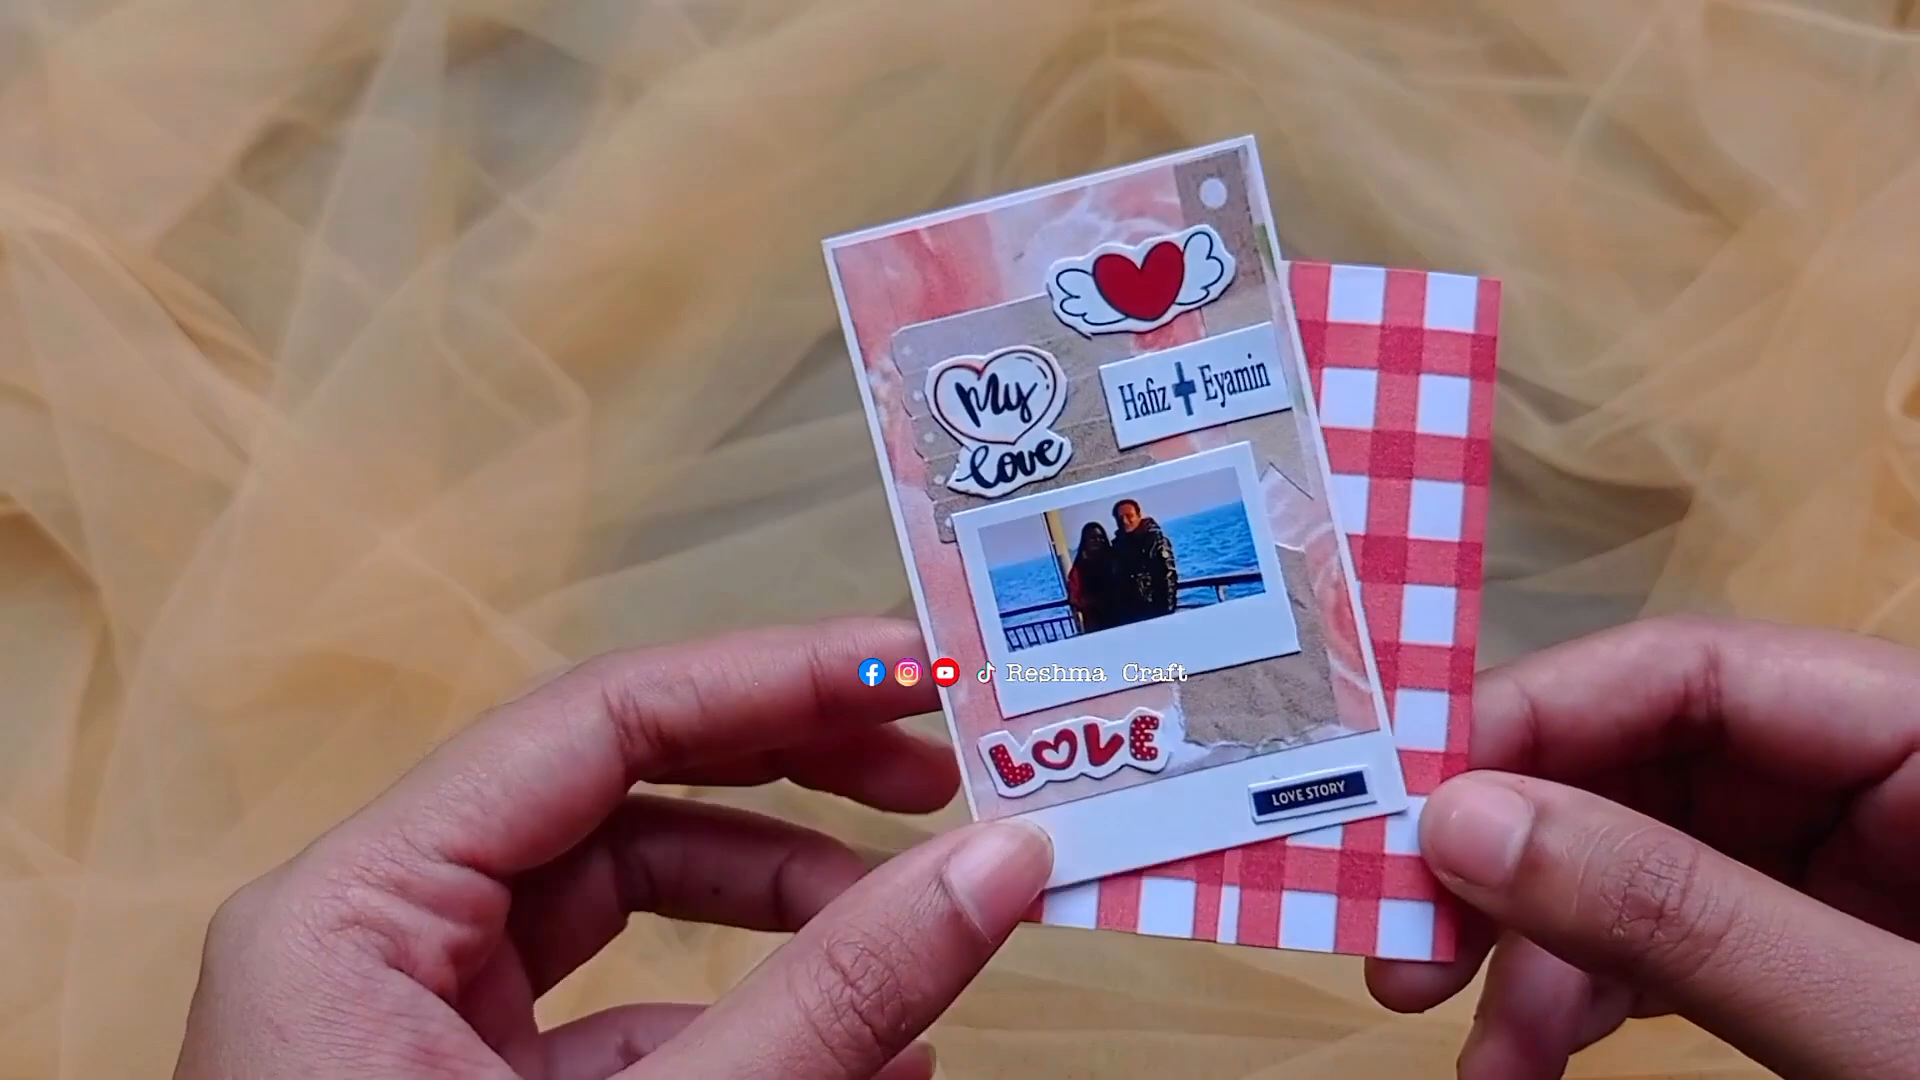 My
love
Hafiz + Eyamin
Reshma Craft
LOVE
LOVE STORY